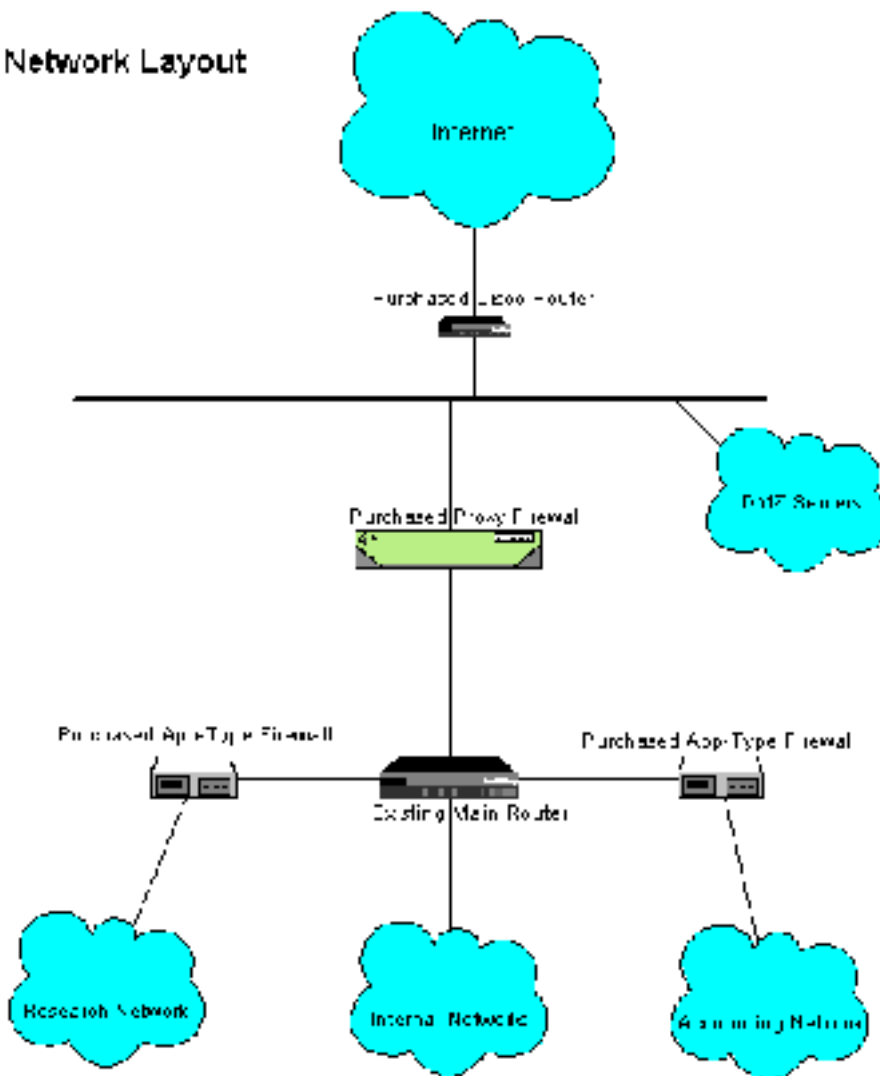 Network Layout
Internet
Purchased Cisco Router
DMZ Servers
Purchased Proxy Firewall
Purchased App-Type Firewall
Purchased App-Type Firewall
Existing Main Router
Research Network
Internal Networks
Accounting Network